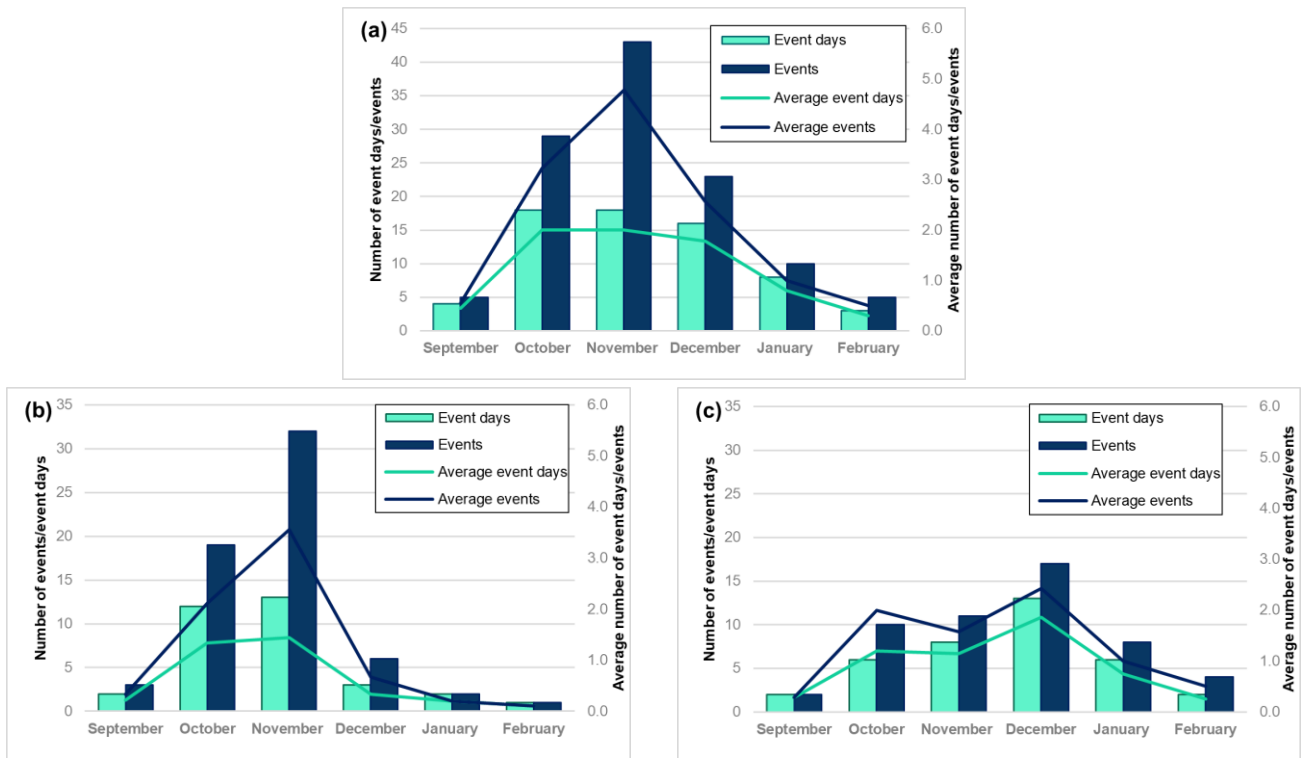 (a)
Number of event days/events
45
40
35
30
25
20
15
10
5
0
6.0
5.0
4.0
3.0
2.0
1.0
0.0
Average number of event days/events
Event days
Events
Average event days
Average events
September October November December January February
(b)
Number of events/event days
35
30
25
20
15
10
5
0
6.0
5.0
4.0
3.0
2.0
1.0
0.0
Average number of event days/events
Event days
Events
Average event days
Average events
September October November December January February
(c)
Number of events/event days
35
30
25
20
15
10
5
0
6.0
5.0
4.0
3.0
2.0
1.0
0.0
Average number of event days/events
Event days
Events
Average event days
Average events
September October November December January February